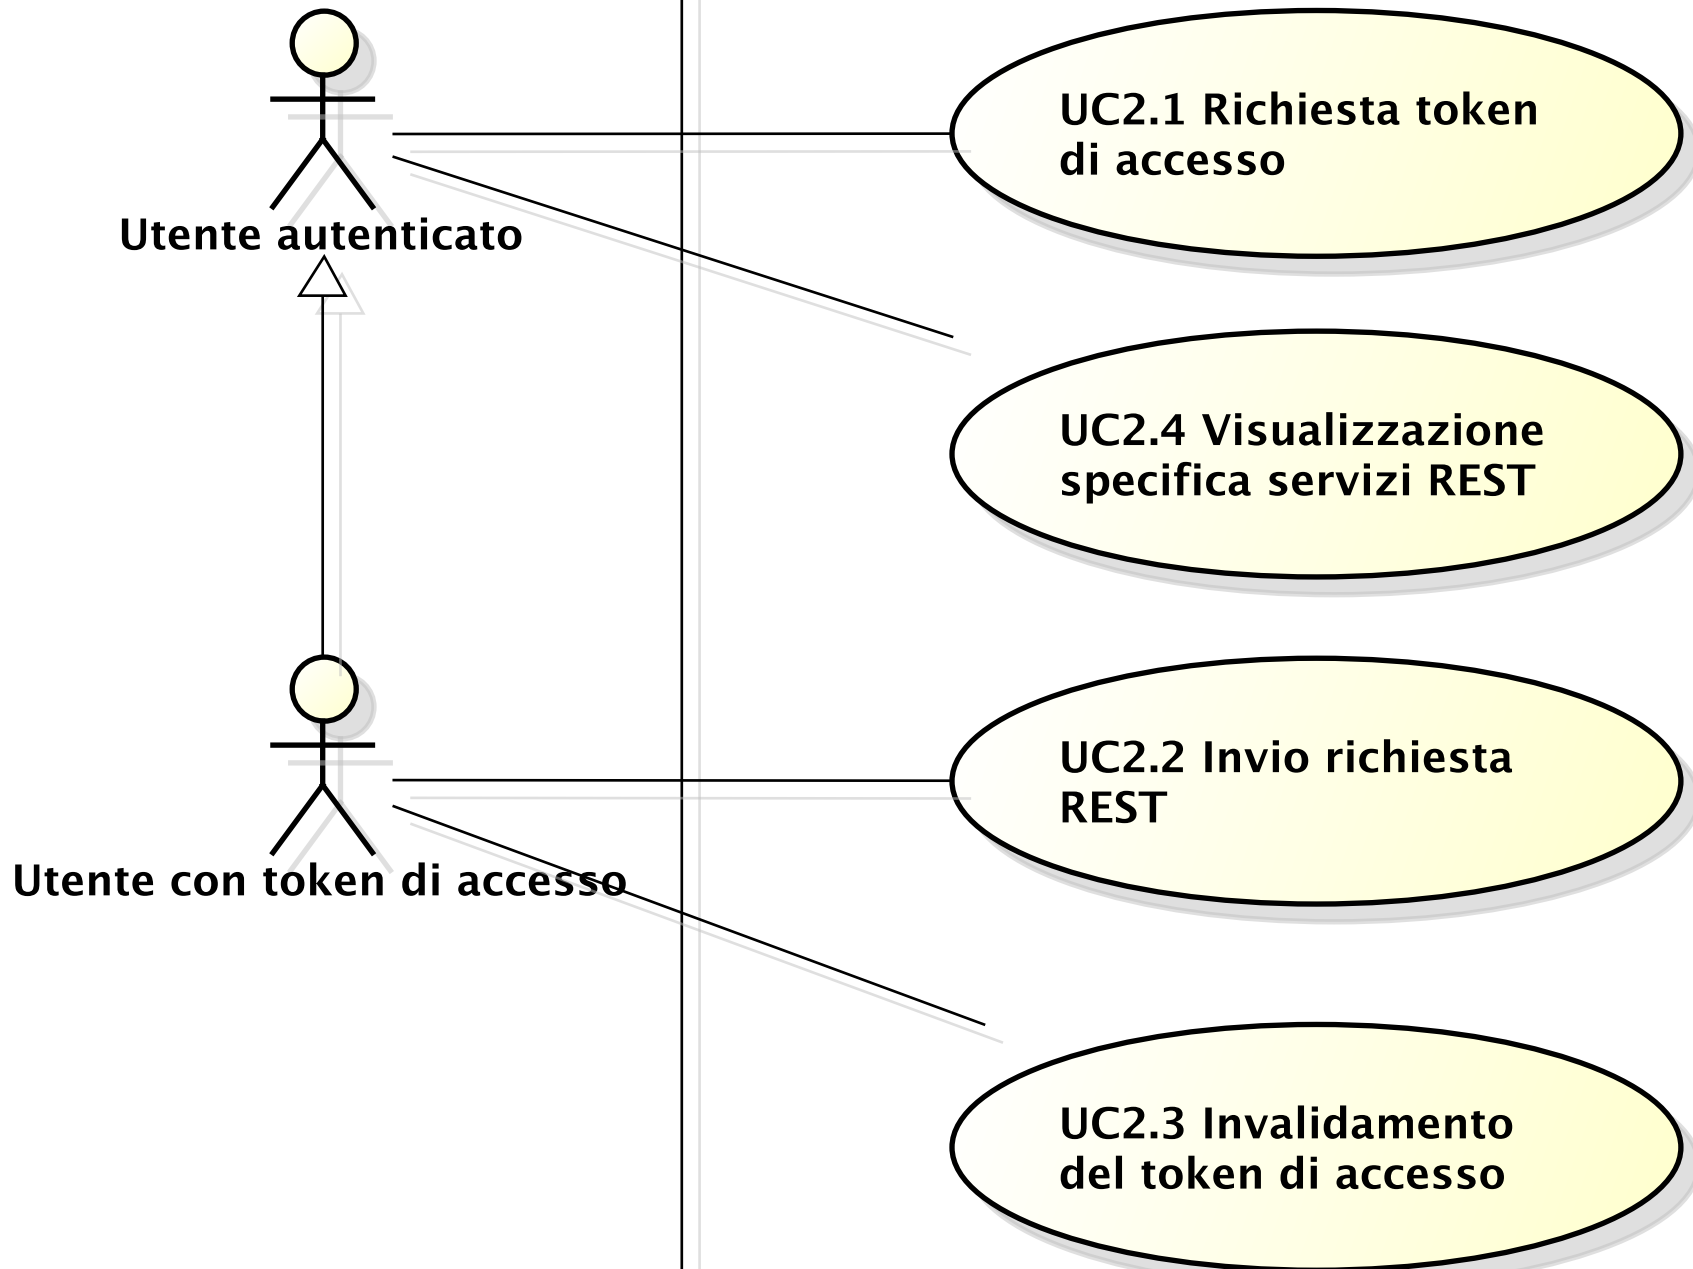 UC2.1 Richiesta token
di accesso
Utente autenticato
UC2.4 Visualizzazione
specifica servizi REST
UC2.2 Invio richiesta
REST
Utente con token di accesso
UC2.3 Invalidamento
del token di accesso